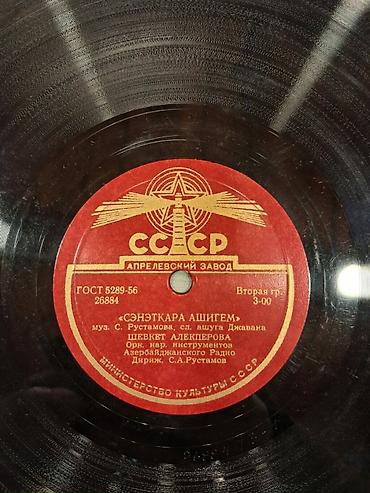 СССР
АПРЕЛЕВСКИЙ ЗАВОД
ГОСТ 5289-56
26884
Вторая гр.
3-00
«СЭНЭТКАРА АШИГЕМ»
муз. С. Рустамова, сл. ашуга Джавана
ШЕВКЕТ АЛЕКПЕРОВА
Орк. нар. инструментов
Азербайджанского Радио
Дириж. С.А.Рустамов
МИНИСТЕРСТВО КУЛЬТУРЫ СССР